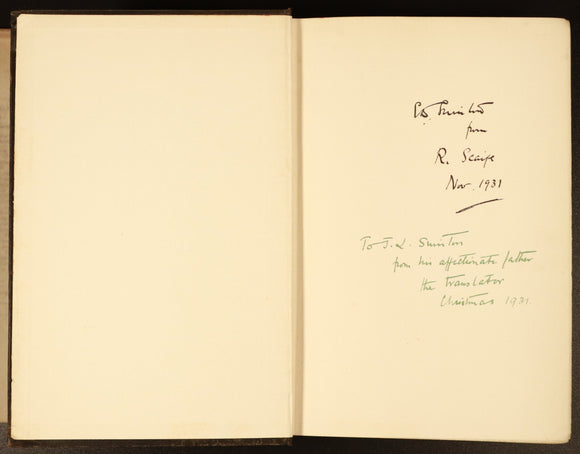 E.D. Swinton
from
R. Scaife
Nov. 1931
To J. L. Swinton
from his affectionate father
the translator
Christmas 1931.